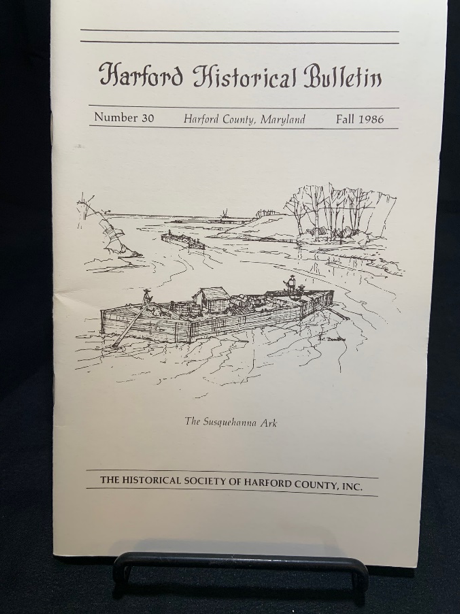 Harford Historical Bulletin
Number 30 Harford County, Maryland Fall 1986
The Susquehanna Ark
THE HISTORICAL SOCIETY OF HARFORD COUNTY, INC.